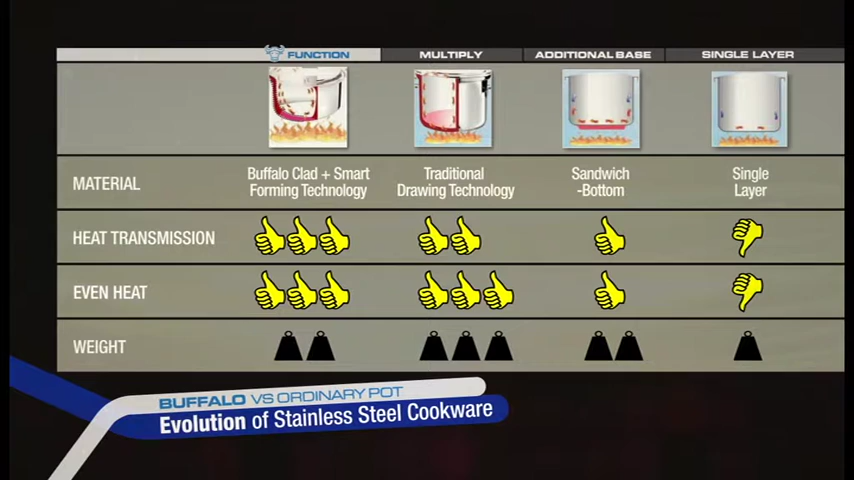 FUNCTION MULTIPLY ADDITIONAL BASE SINGLE LAYER
MATERIAL
Buffalo Clad + Smart
Forming Technology
Traditional
Drawing Technology
Sandwich
-Bottom
Single
Layer
HEAT TRANSMISSION
EVEN HEAT
WEIGHT
BUFFALO VS ORDINARY POT
Evolution of Stainless Steel Cookware